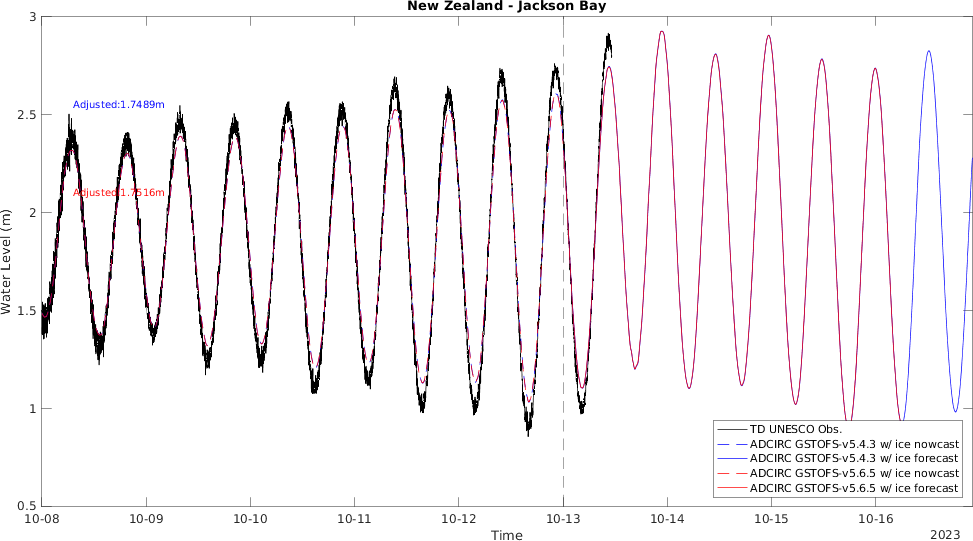 New Zealand - Jackson Bay
3
2.5
2
1.5
1
0.5
Water Level (m)
Adjusted:1.7489m
Adjusted:1.7516m
TD UNESCO Obs.
ADCIRC GSTOFS-v5.4.3 w/ ice nowcast
ADCIRC GSTOFS-v5.4.3 w/ ice forecast
ADCIRC GSTOFS-v5.6.5 w/ ice nowcast
ADCIRC GSTOFS-v5.6.5 w/ ice forecast
10-08 10-09 10-10 10-11 10-12 10-13 10-14 10-15 10-16
Time
2023